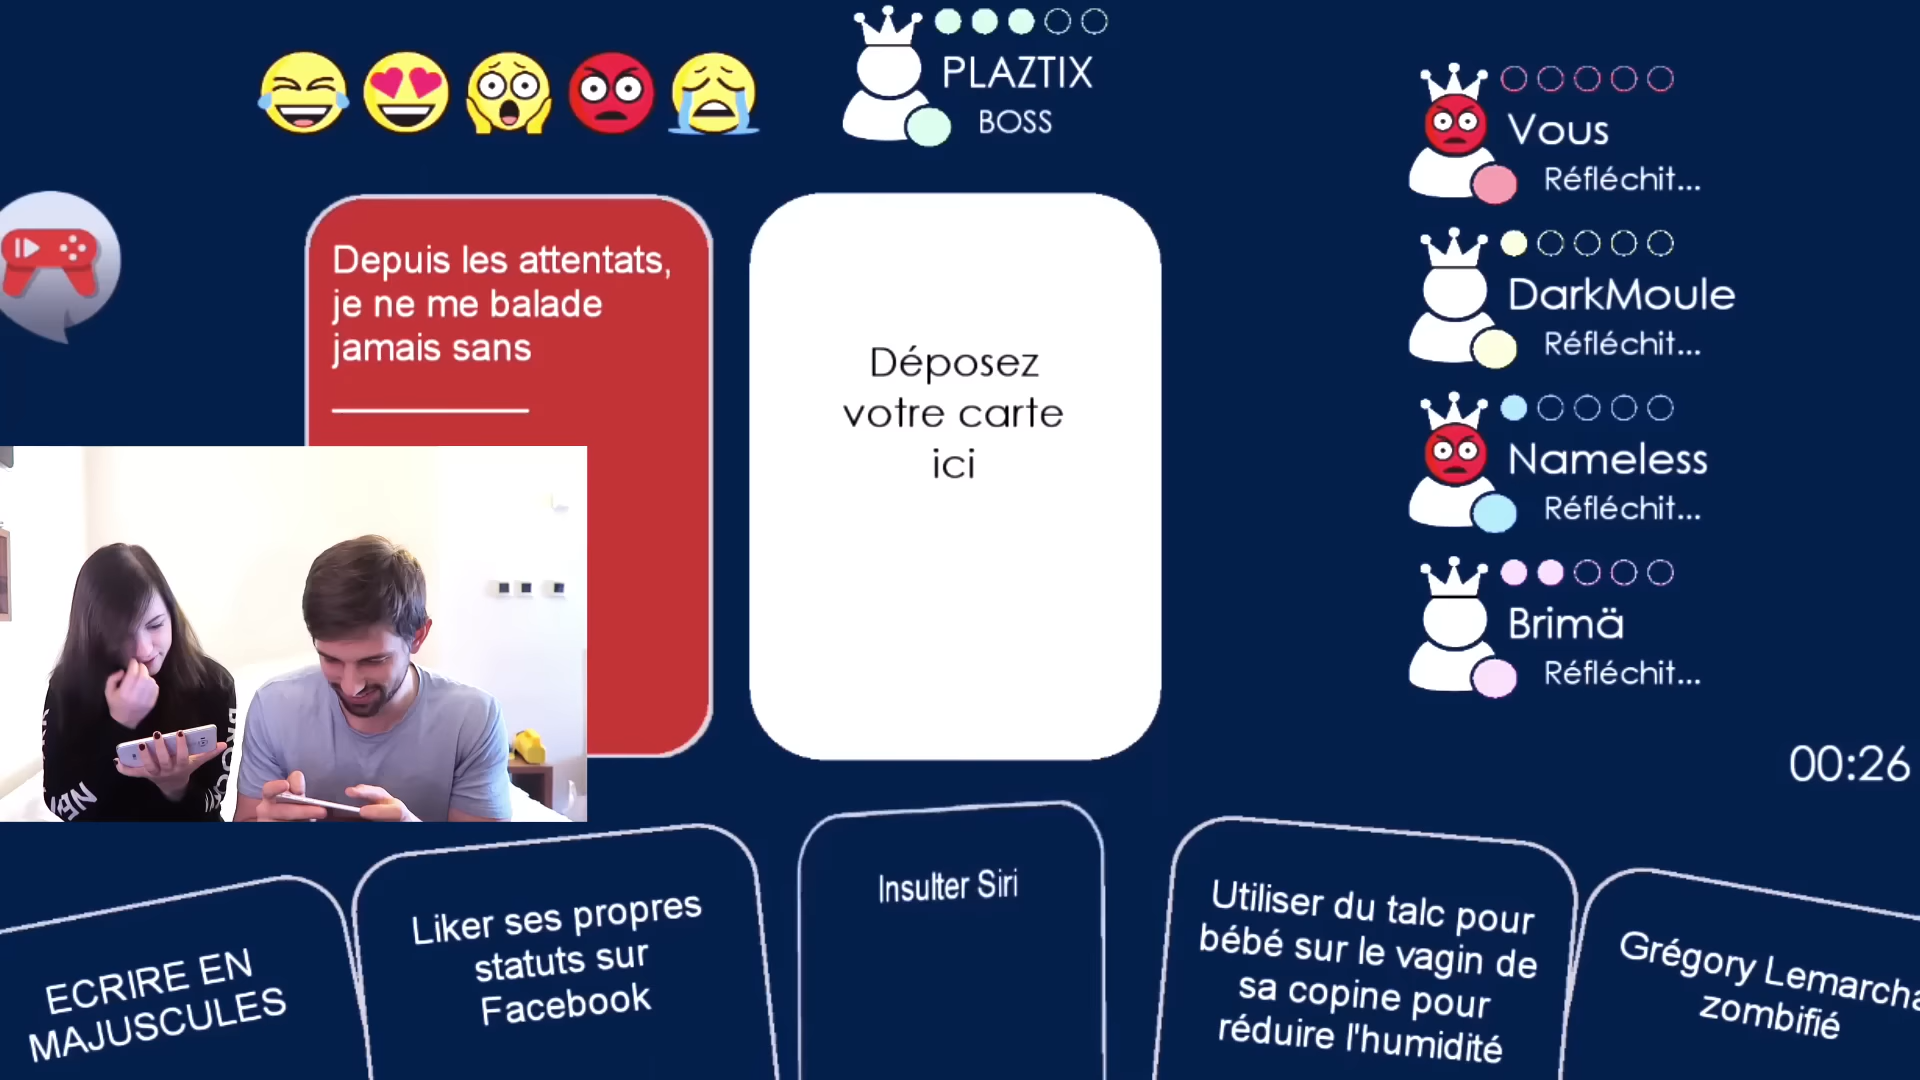 PLAZTIX
BOSS
Vous
Réfléchit...
DarkMoule
Réfléchit...
Nameless
Réfléchit...
Brimä
Réfléchit...
Depuis les attentats,
je ne me balade
jamais sans
Déposez
votre carte
ici
00:26
ECRIRE EN
MAJUSCULES
Liker ses propres
statuts sur
Facebook
Insulter Siri
Utiliser du talc pour
bébé sur le vagin de
sa copine pour
réduire l'humidité
Grégory Lemarcha
zombifié